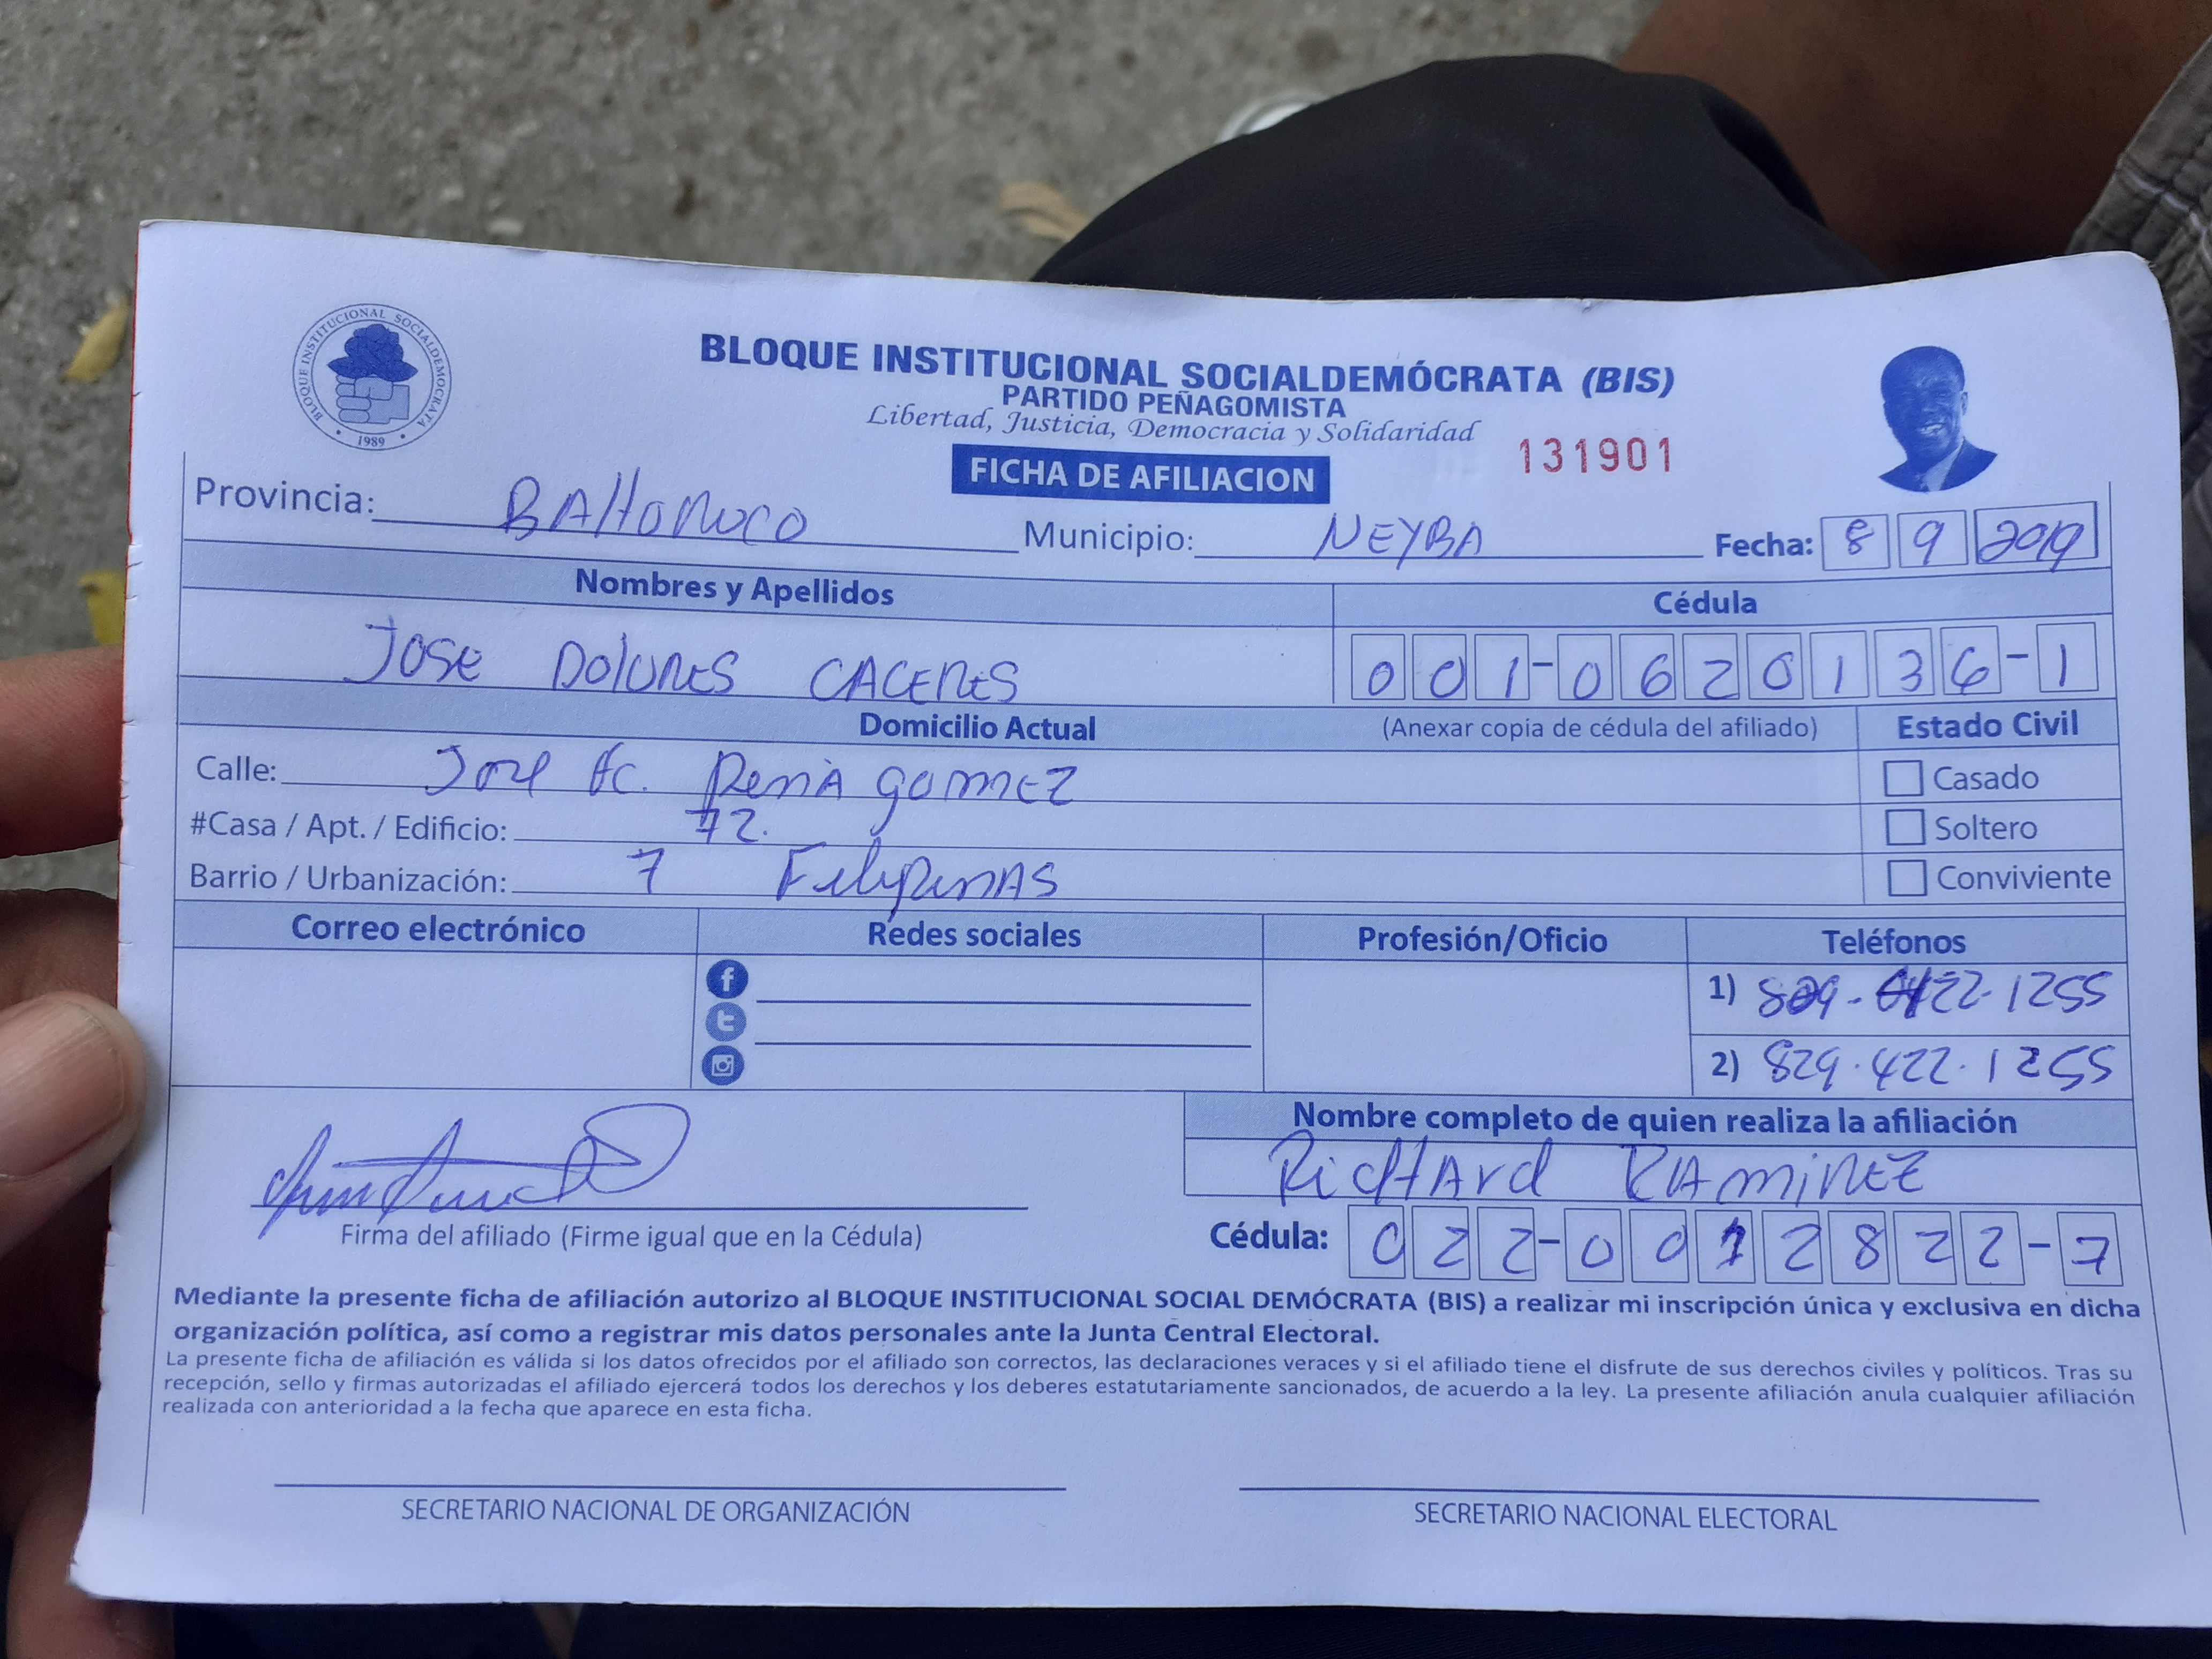 BLOQUE INSTITUCIONAL SOCIALDEMOCRATA
1989
BLOQUE INSTITUCIONAL SOCIALDEMÓCRATA (BIS)
PARTIDO PEÑAGOMISTA
Libertad, Justicia, Democracia y Solidaridad
131901
FICHA DE AFILIACION
Provincia: BAHORUCO Municipio: NEYBA Fecha: 8 9 2019
Nombres y Apellidos Cédula
JOSE DOLORES CACERES 001-0620136-1
Domicilio Actual (Anexar copia de cédula del afiliado) Estado Civil
Calle: Peña GOMEZ Casado
#Casa / Apt. / Edificio: 72. Soltero
Barrio / Urbanización: 7 Conviviente
Correo electrónico Redes sociales Profesión/Oficio Teléfonos
1) 829-422-1255
2) 829.422.1255
Nombre completo de quien realiza la afiliación
RicHArd RAmiREZ
Firma del afiliado (Firme igual que en la Cédula) Cédula: 022-0012822-7
Mediante la presente ficha de afiliación autorizo al BLOQUE INSTITUCIONAL SOCIAL DEMÓCRATA (BIS) a realizar mi inscripción única y exclusiva en dicha
organización política, así como a registrar mis datos personales ante la Junta Central Electoral.
La presente ficha de afiliación es válida si los datos ofrecidos por el afiliado son correctos, las declaraciones veraces y si el afiliado tiene el disfrute de sus derechos civiles y políticos. Tras su
recepción, sello y firmas autorizadas el afiliado ejercerá todos los derechos y los deberes estatutariamente sancionados, de acuerdo a la ley. La presente afiliación anula cualquier afiliación
realizada con anterioridad a la fecha que aparece en esta ficha.
SECRETARIO NACIONAL DE ORGANIZACIÓN SECRETARIO NACIONAL ELECTORAL